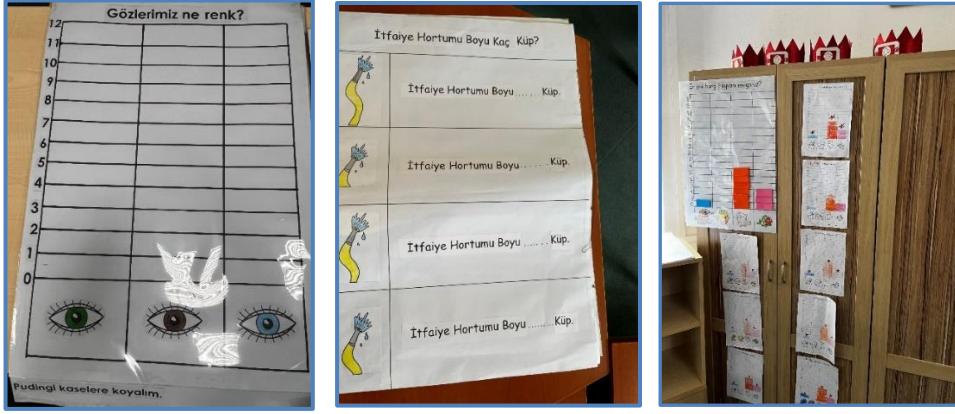 Gözlerimiz ne renk?
12
11
10
9
8
7
6
5
4
3
2
1
0
Pudingi kaselere koyalım.
İtfaiye Hortumu Boyu Kaç Küp?
İtfaiye Hortumu Boyu ...... Küp.
İtfaiye Hortumu Boyu ....... Küp.
İtfaiye Hortumu Boyu ...... Küp.
İtfaiye Hortumu Boyu ........ Küp.